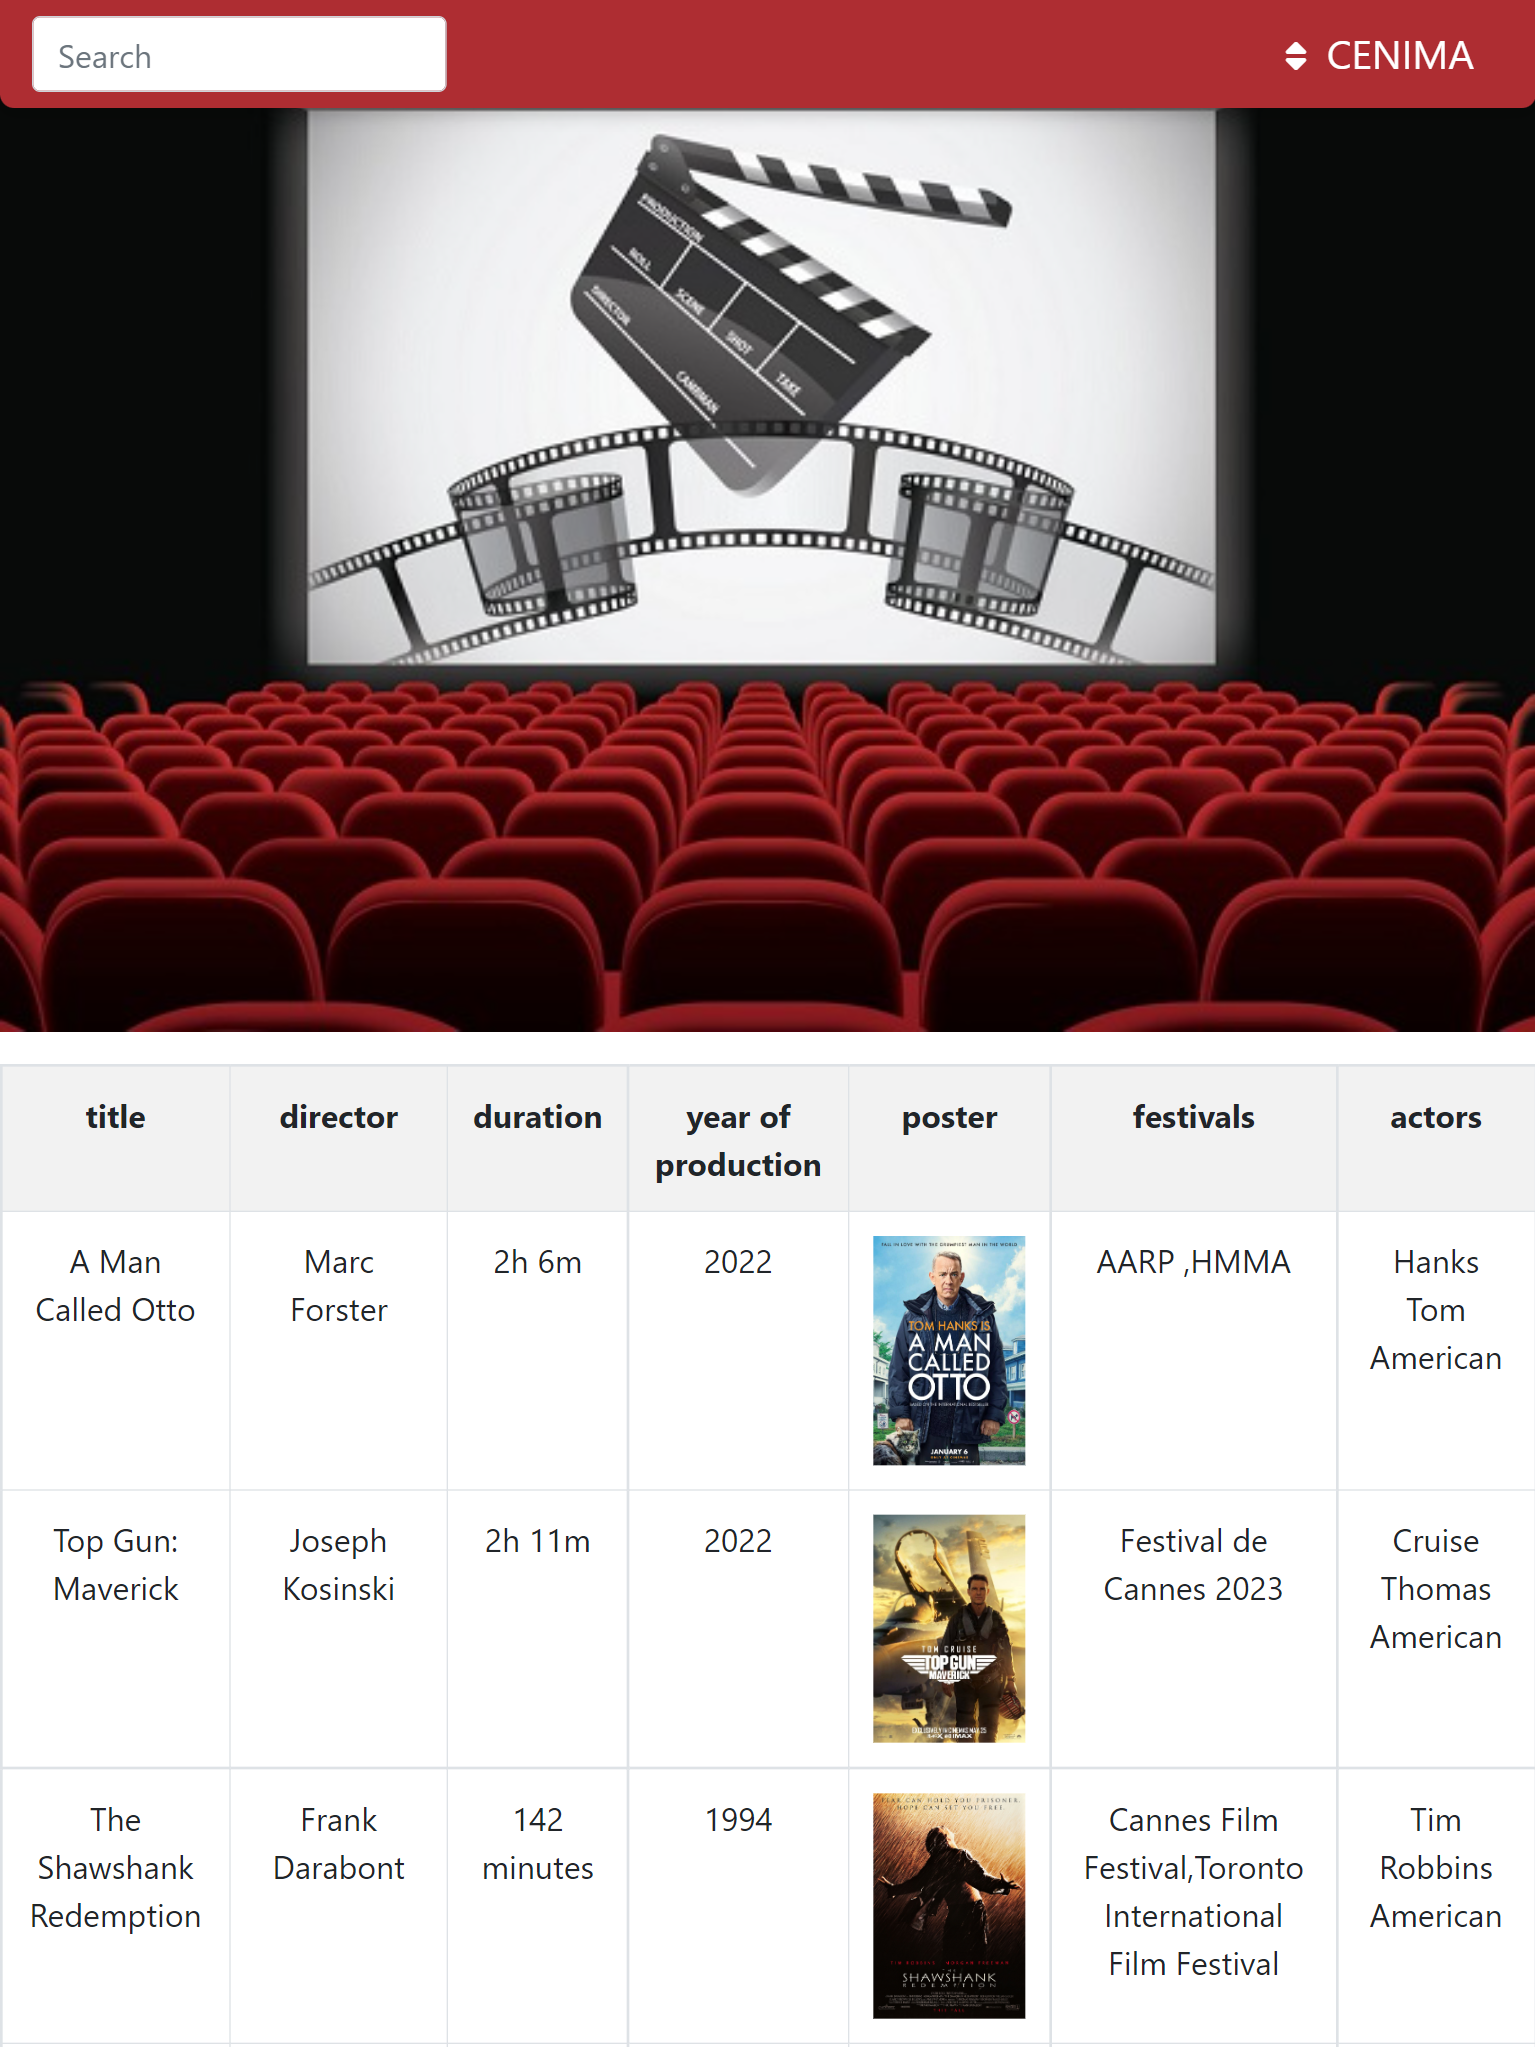 Search
CENIMA
PRODUCTION
ROLL
SCENE
SHOT
TAKE
DIRECTOR
CAMRMAN
title director duration year of production poster festivals actors
A Man
Called Otto
Marc
Forster
2h 6m
2022
TOM HANKS IS
A MAN
CALLED
OTTO
JANUARY 6
AARP ,HMMA
Hanks
Tom
American
Top Gun:
Maverick
Joseph
Kosinski
2h 11m
2022
TOM CRUISE
TOP GUN
MAVERICK
Festival de
Cannes 2023
Cruise
Thomas
American
The
Shawshank
Redemption
Frank
Darabont
142
minutes
1994
FEAR CAN HOLD YOU PRISONER.
HOPE CAN SET YOU FREE.
THE
SHAWSHANK
REDEMPTION
Cannes Film
Festival,Toronto
International
Film Festival
Tim
Robbins
American